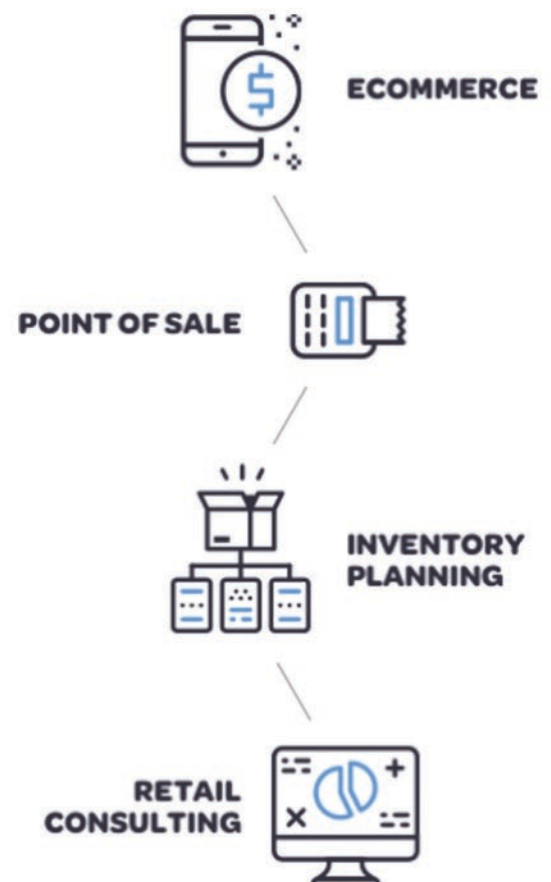 ECOMMERCE
POINT OF SALE
INVENTORY
PLANNING
RETAIL
CONSULTING